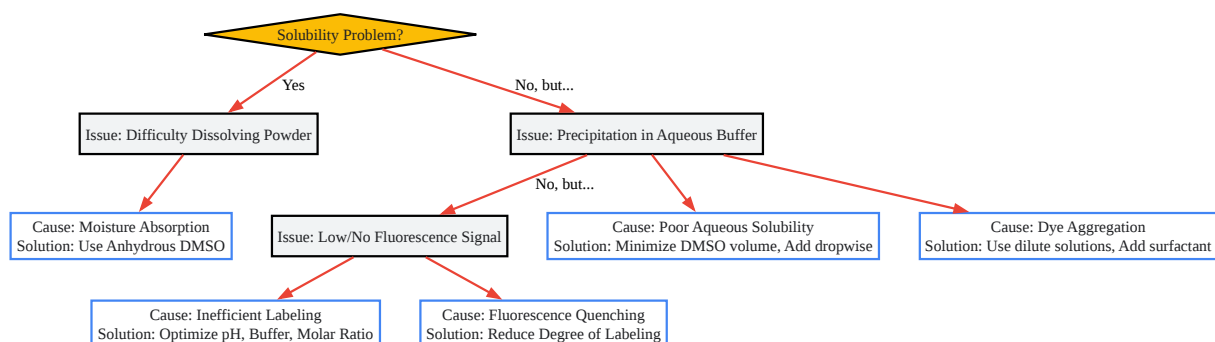 Solubility Problem?
Yes
No, but...
Issue: Difficulty Dissolving Powder
Issue: Precipitation in Aqueous Buffer
No, but...
Cause: Moisture Absorption
Solution: Use Anhydrous DMSO
Issue: Low/No Fluorescence Signal
Cause: Poor Aqueous Solubility
Solution: Minimize DMSO volume, Add dropwise
Cause: Dye Aggregation
Solution: Use dilute solutions, Add surfactant
Cause: Inefficient Labeling
Solution: Optimize pH, Buffer, Molar Ratio
Cause: Fluorescence Quenching
Solution: Reduce Degree of Labeling